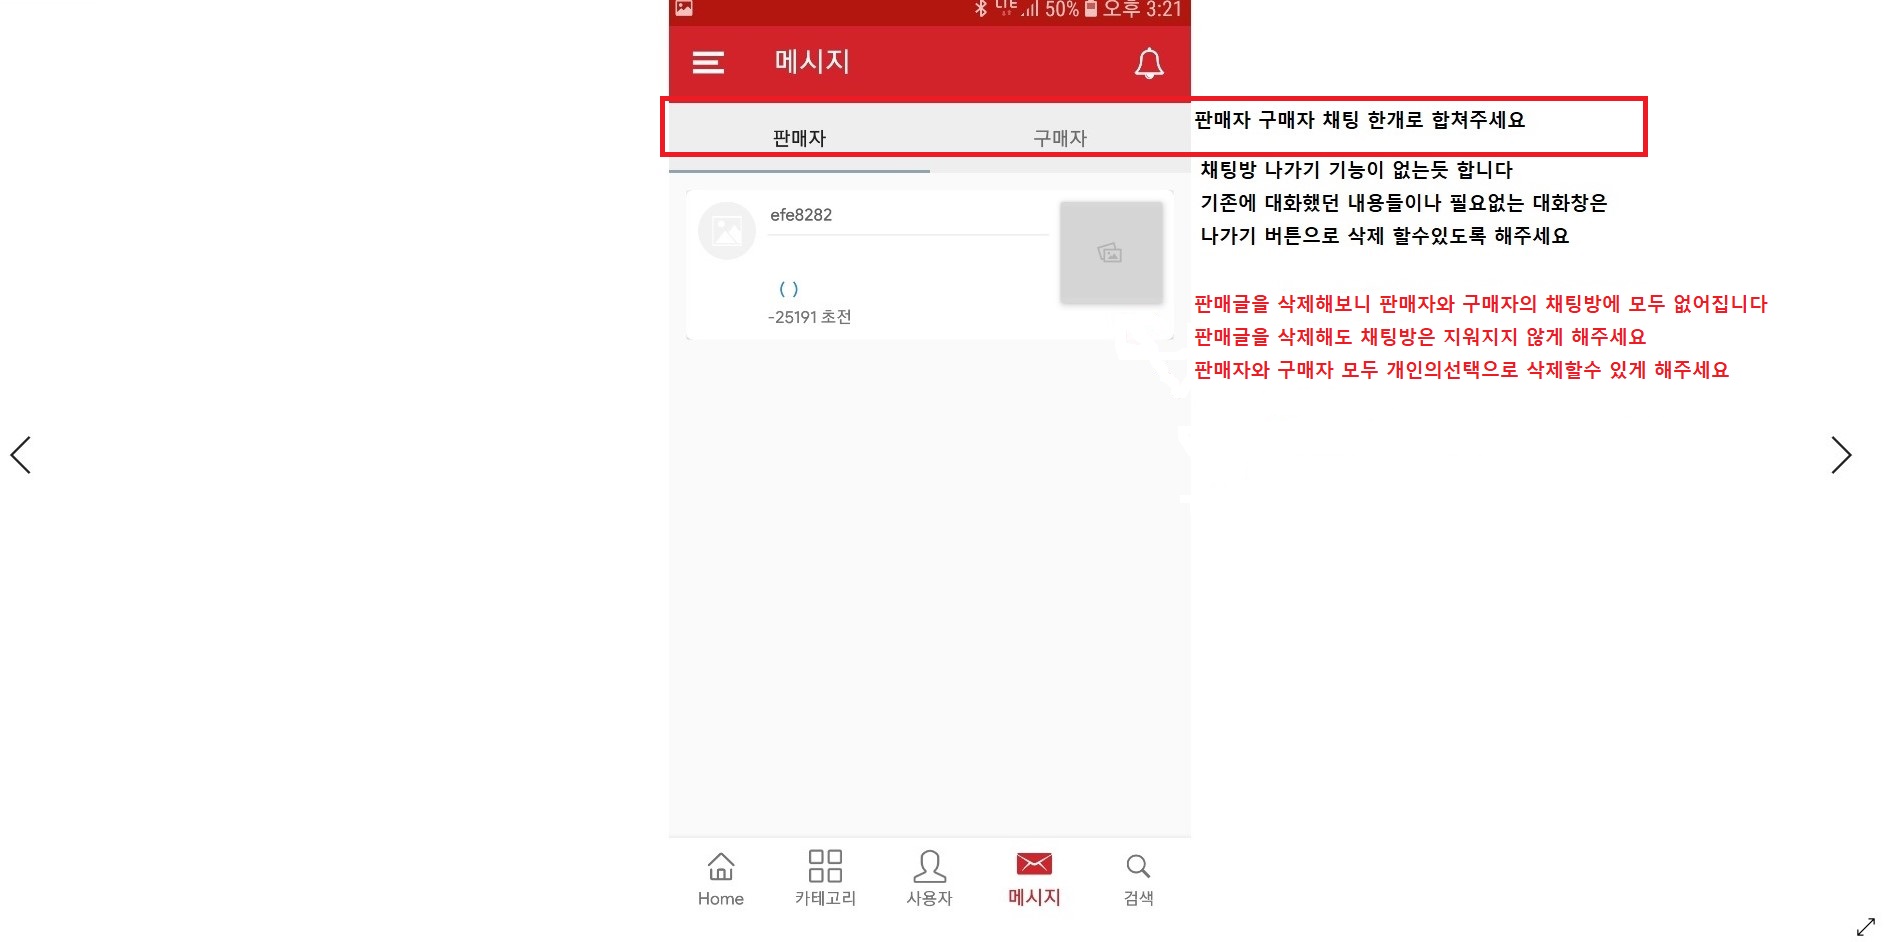 LTE 50% 오후 3:21
메시지
판매자 구매자
판매자 구매자 채팅 한개로 합쳐주세요
채팅방 나가기 기능이 없는듯 합니다
기존에 대화했던 내용들이나 필요없는 대화창은
나가기 버튼으로 삭제 할수있도록 해주세요
efe8282
( )
-25191 초전
판매글을 삭제해보니 판매자와 구매자의 채팅방에 모두 없어집니다
판매글을 삭제해도 채팅방은 지워지지 않게 해주세요
판매자와 구매자 모두 개인의선택으로 삭제할수 있게 해주세요
Home 카테고리 사용자 메시지 검색